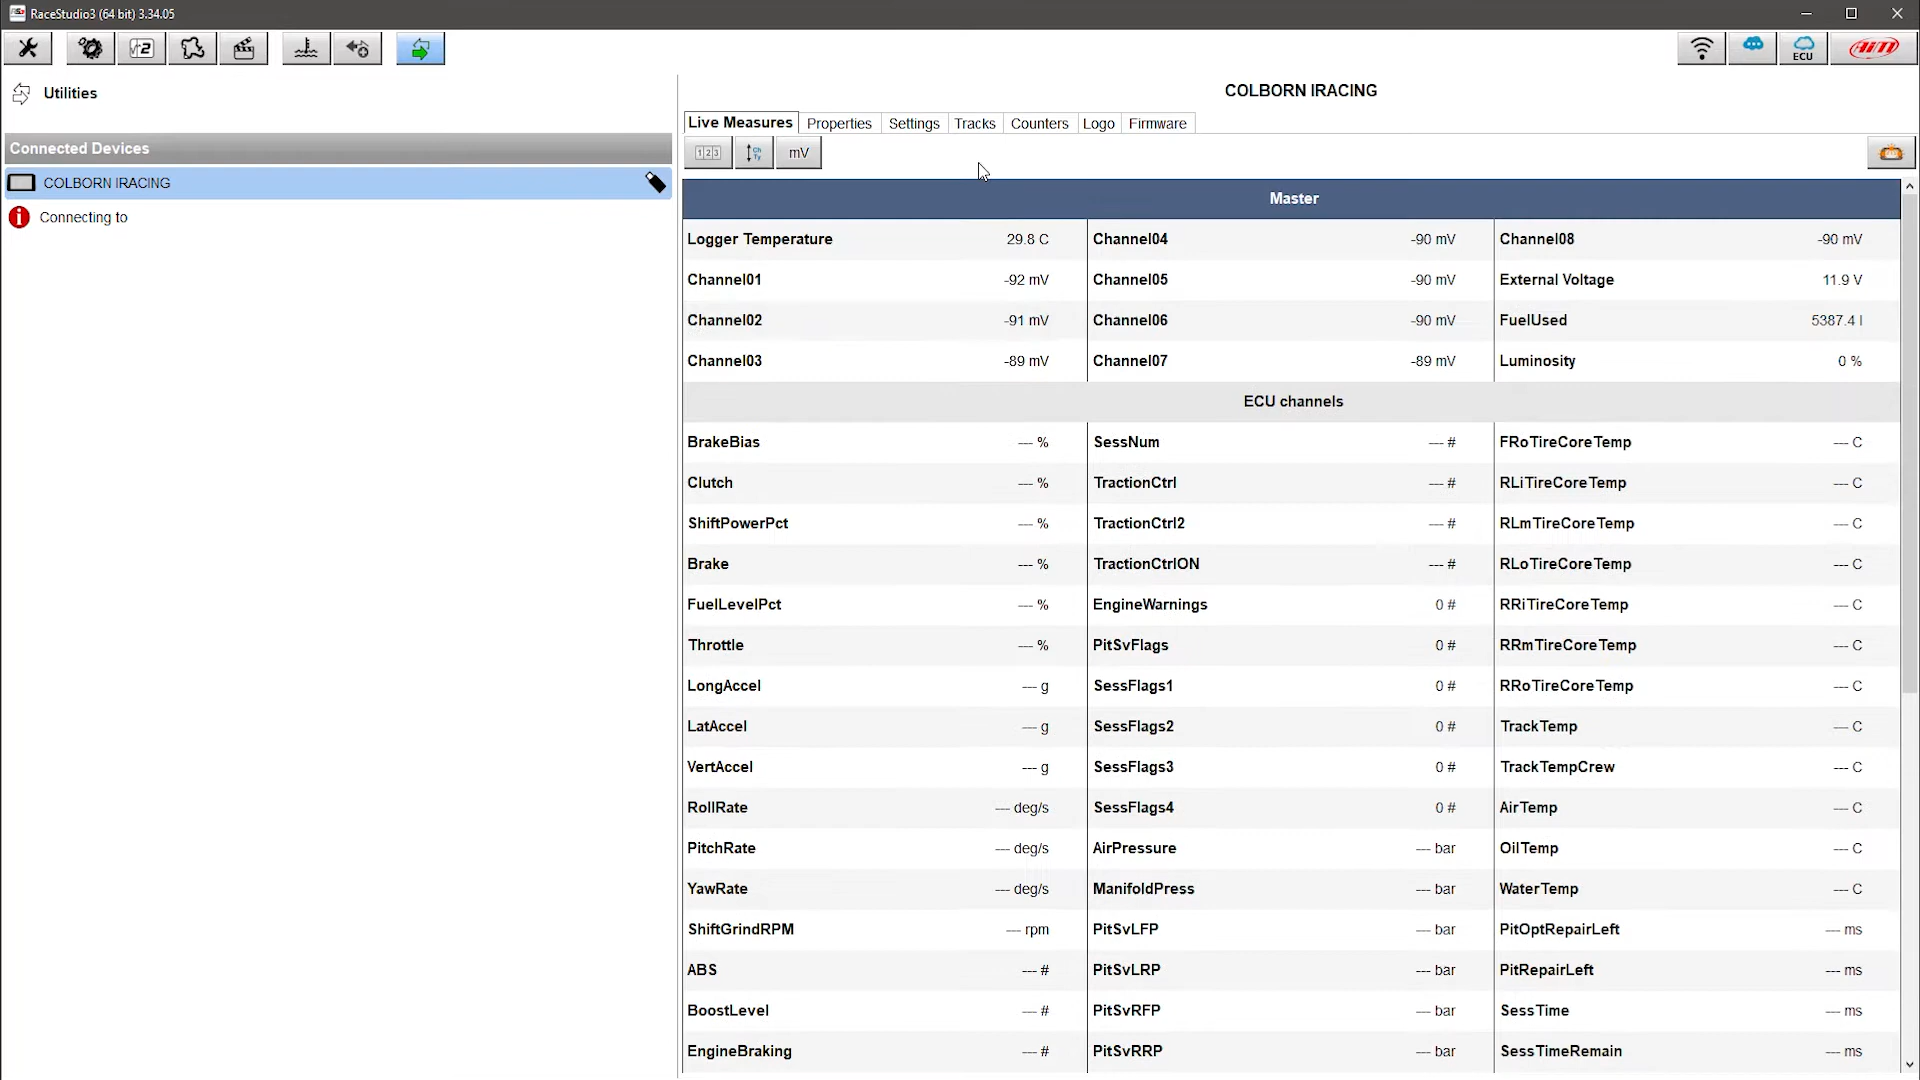 RaceStudio3 (64 bit) 3.34.05
ECU
AiM
Utilities
COLBORN IRACING
Live Measures Properties Settings Tracks Counters Logo Firmware
Connected Devices
123 Ch Ty mV
COLBORN IRACING
Connecting to
Master
Logger Temperature 29.8 C Channel04 -90 mV Channel08 -90 mV
Channel01 -92 mV Channel05 -90 mV External Voltage 11.9 V
Channel02 -91 mV Channel06 -90 mV FuelUsed 5387.4 l
Channel03 -89 mV Channel07 -89 mV Luminosity 0 %
ECU channels
BrakeBias --- % SessNum --- # FRoTireCoreTemp --- C
Clutch --- % TractionCtrl --- # RLiTireCoreTemp --- C
ShiftPowerPct --- % TractionCtrl2 --- # RLmTireCoreTemp --- C
Brake --- % TractionCtrlON --- # RLoTireCoreTemp --- C
FuelLevelPct --- % EngineWarnings 0 # RRiTireCoreTemp --- C
Throttle --- % PitSvFlags 0 # RRmTireCoreTemp --- C
LongAccel --- g SessFlags1 0 # RRoTireCoreTemp --- C
LatAccel --- g SessFlags2 0 # TrackTemp --- C
VertAccel --- g SessFlags3 0 # TrackTempCrew --- C
RollRate --- deg/s SessFlags4 0 # AirTemp --- C
PitchRate --- deg/s AirPressure --- bar OilTemp --- C
YawRate --- deg/s ManifoldPress --- bar WaterTemp --- C
ShiftGrindRPM --- rpm PitSvLFP --- bar PitOptRepairLeft --- ms
ABS --- # PitSvLRP --- bar PitRepairLeft --- ms
BoostLevel --- # PitSvRFP --- bar SessTime --- ms
EngineBraking --- # PitSvRRP --- bar SessTimeRemain --- ms